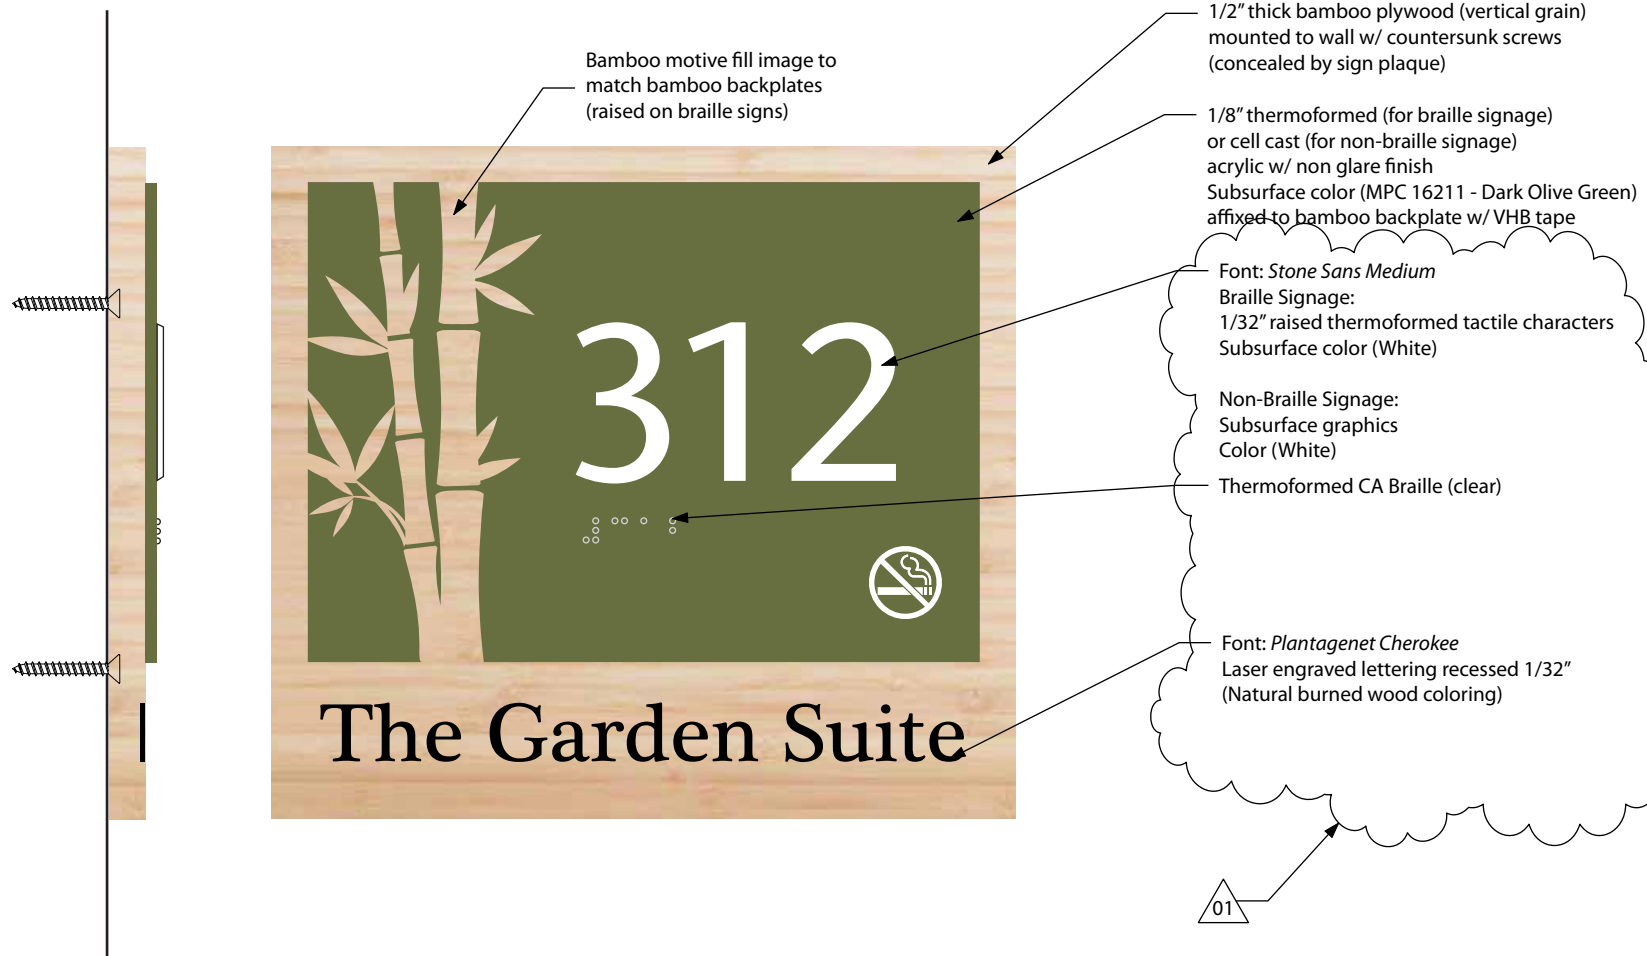 1/2” thick bamboo plywood (vertical grain)
mounted to wall w/ countersunk screws
(concealed by sign plaque)
Bamboo motive fill image to
match bamboo backplates
(raised on braille signs)
1/8” thermoformed (for braille signage)
or cell cast (for non-braille signage)
acrylic w/ non glare finish
Subsurface color (MPC 16211 - Dark Olive Green)
affixed to bamboo backplate w/ VHB tape
Font: Stone Sans Medium
Braille Signage:
1/32” raised thermoformed tactile characters
Subsurface color (White)
Non-Braille Signage:
Subsurface graphics
Color (White)
Thermoformed CA Braille (clear)
312
⠼⠉⠁⠃
Font: Plantagenet Cherokee
Laser engraved lettering recessed 1/32”
(Natural burned wood coloring)
The Garden Suite
01